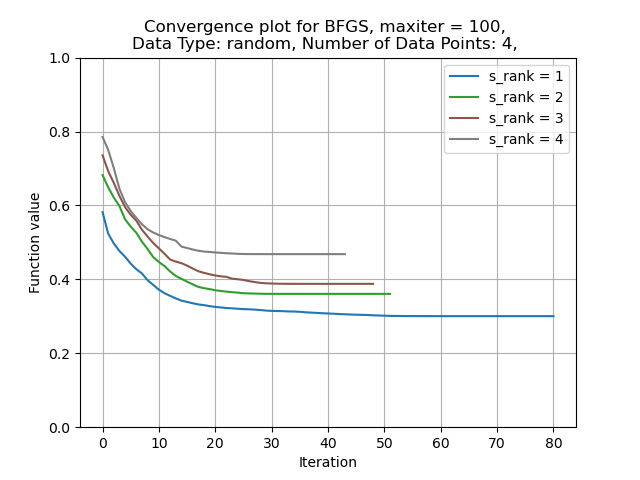 Convergence plot for BFGS, maxiter = 100,
Data Type: random, Number of Data Points: 4,
1.0
0.8
0.6
0.4
0.2
0.0
Function value
s_rank = 1
s_rank = 2
s_rank = 3
s_rank = 4
0 10 20 30 40 50 60 70 80
Iteration